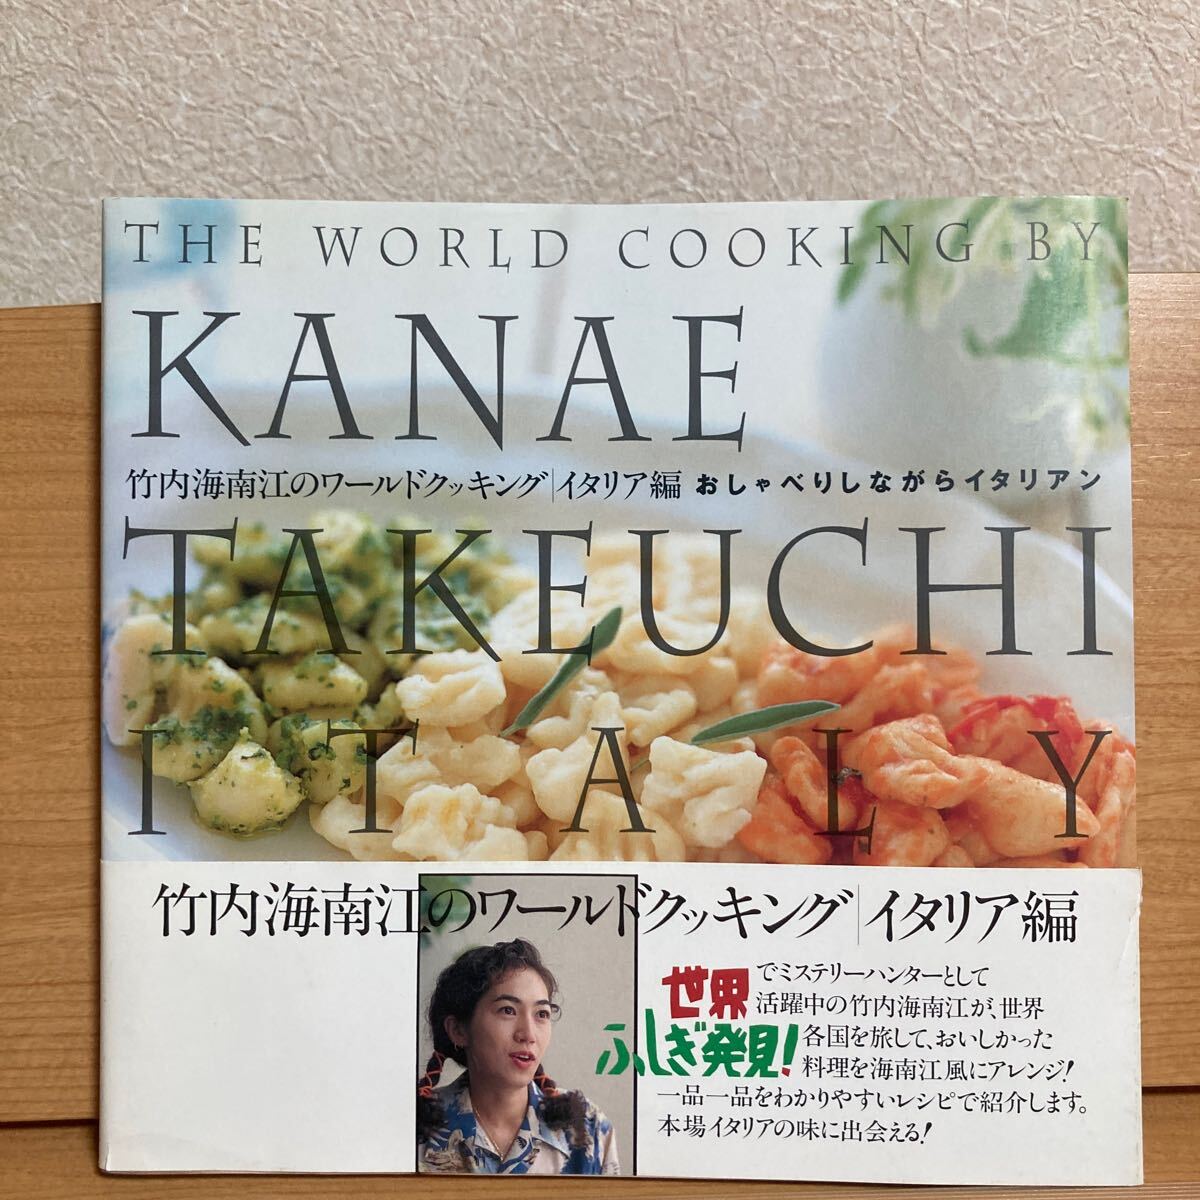 THE WORLD COOKING BY
KANAE
竹内海南江のワールドクッキング|イタリア編 おしゃべりしながらイタリアン
TAKEUCHI
ITALY
竹内海南江のワールドクッキング|イタリア編
世界 でミステリーハンターとして
活躍中の竹内海南江が、世界
ふしぎ発見! 各国を旅して、おいしかった
料理を海南江風にアレンジ!
一品一品をわかりやすいレシピで紹介します。
本場イタリアの味に出会える!